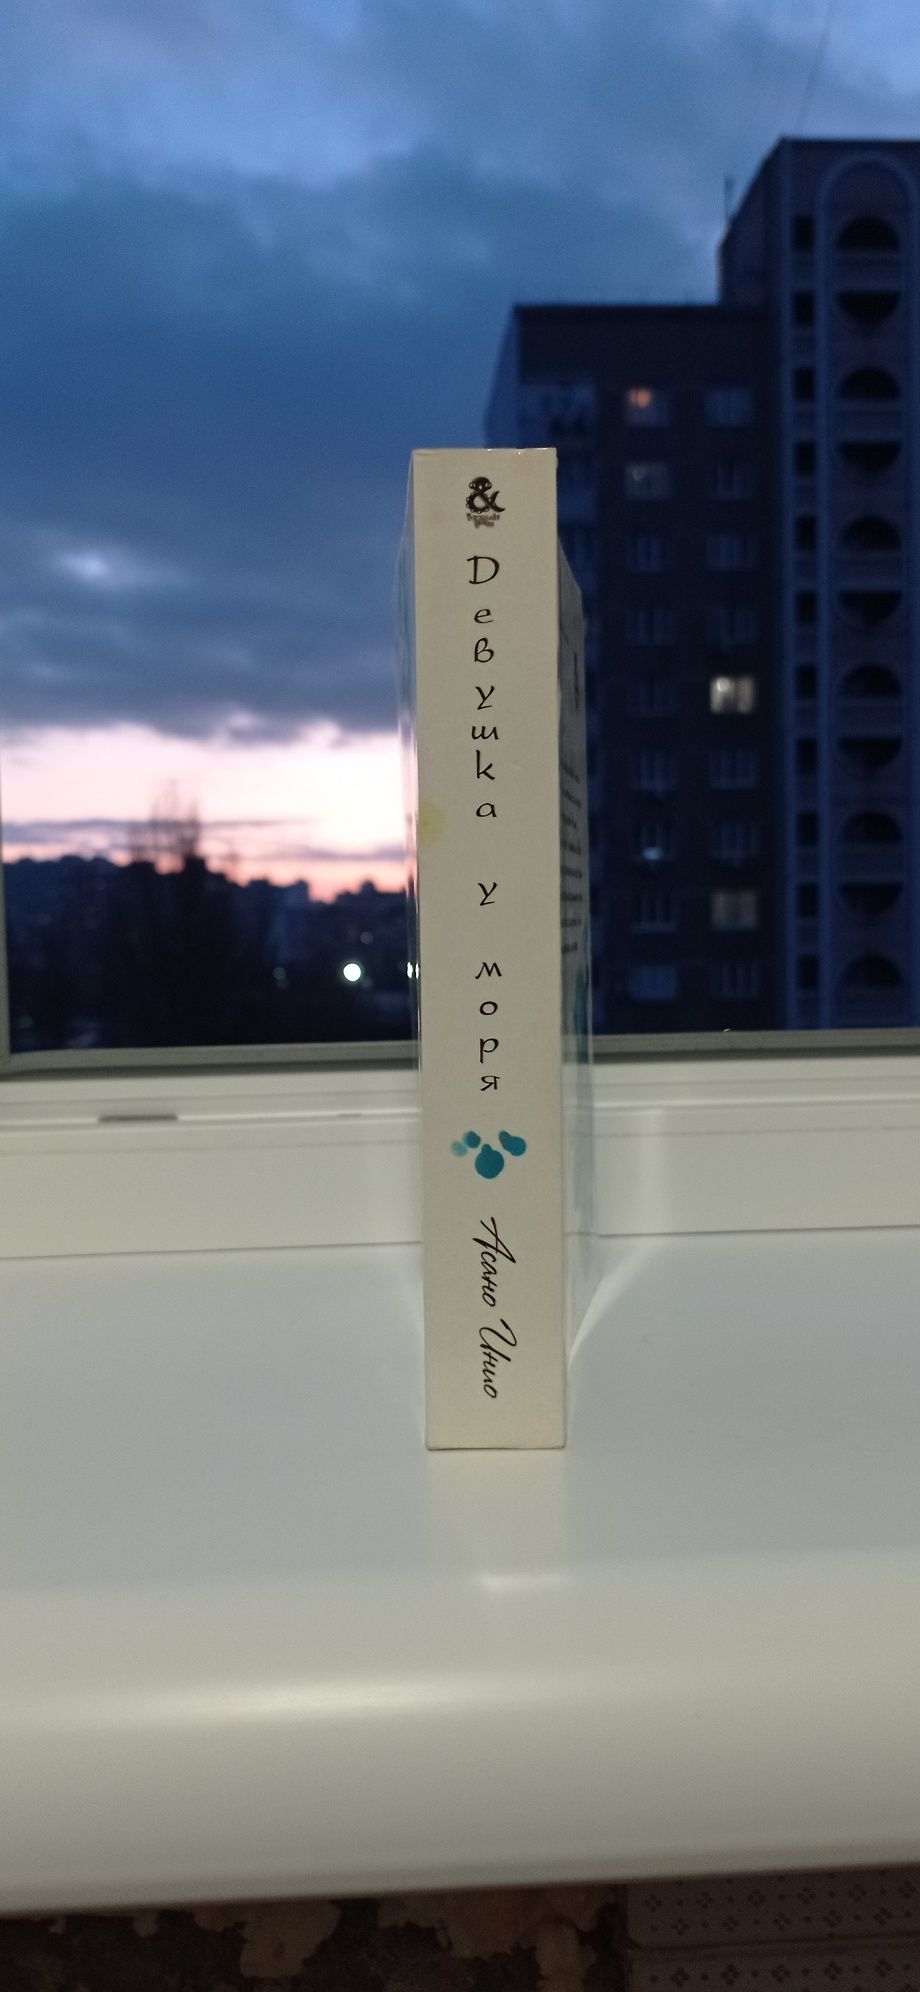 &
Девушка у моря
Асано Инио